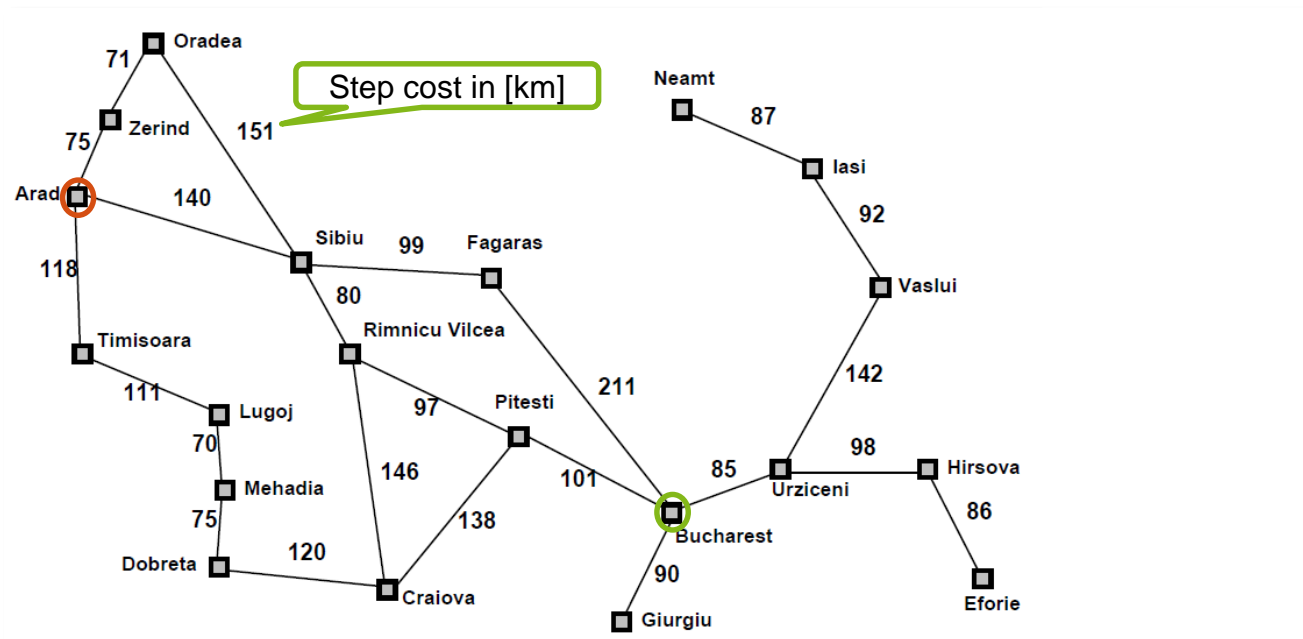 Oradea
71
Step cost in [km]
Neamt
87
Zerind
151
75
Iasi
Arad
140
92
Sibiu
99
Fagaras
118
Vaslui
80
Rimnicu Vilcea
Timisoara
142
111
211
97
Pitesti
Lugoj
70
98
146
101
85
Hirsova
Mehadia
Urziceni
75
138
86
Bucharest
120
Dobreta
90
Craiova
Eforie
Giurgiu